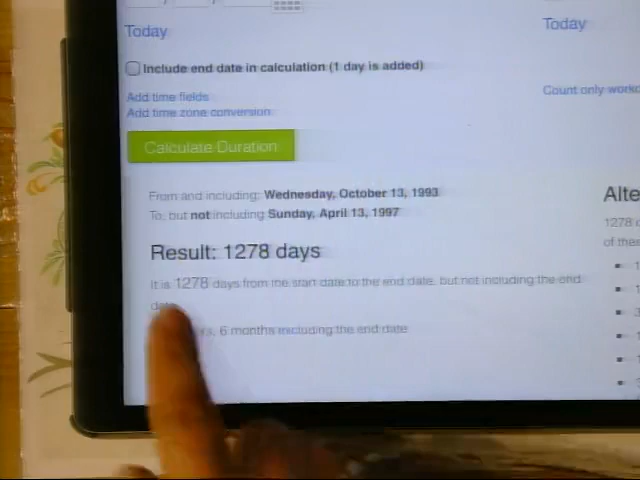 Today
Today
Include end date in calculation (1 day is added)
Add time fields
Add time zone conversion
Count only
Calculate Duration
From and including: Wednesday, October 13, 1993
To, but not including Sunday, April 13, 1997
Result: 1278 days
It is 1278 days from the start date to the end date, but not including the end
6 months excluding the end date
Alte
1278
of thes